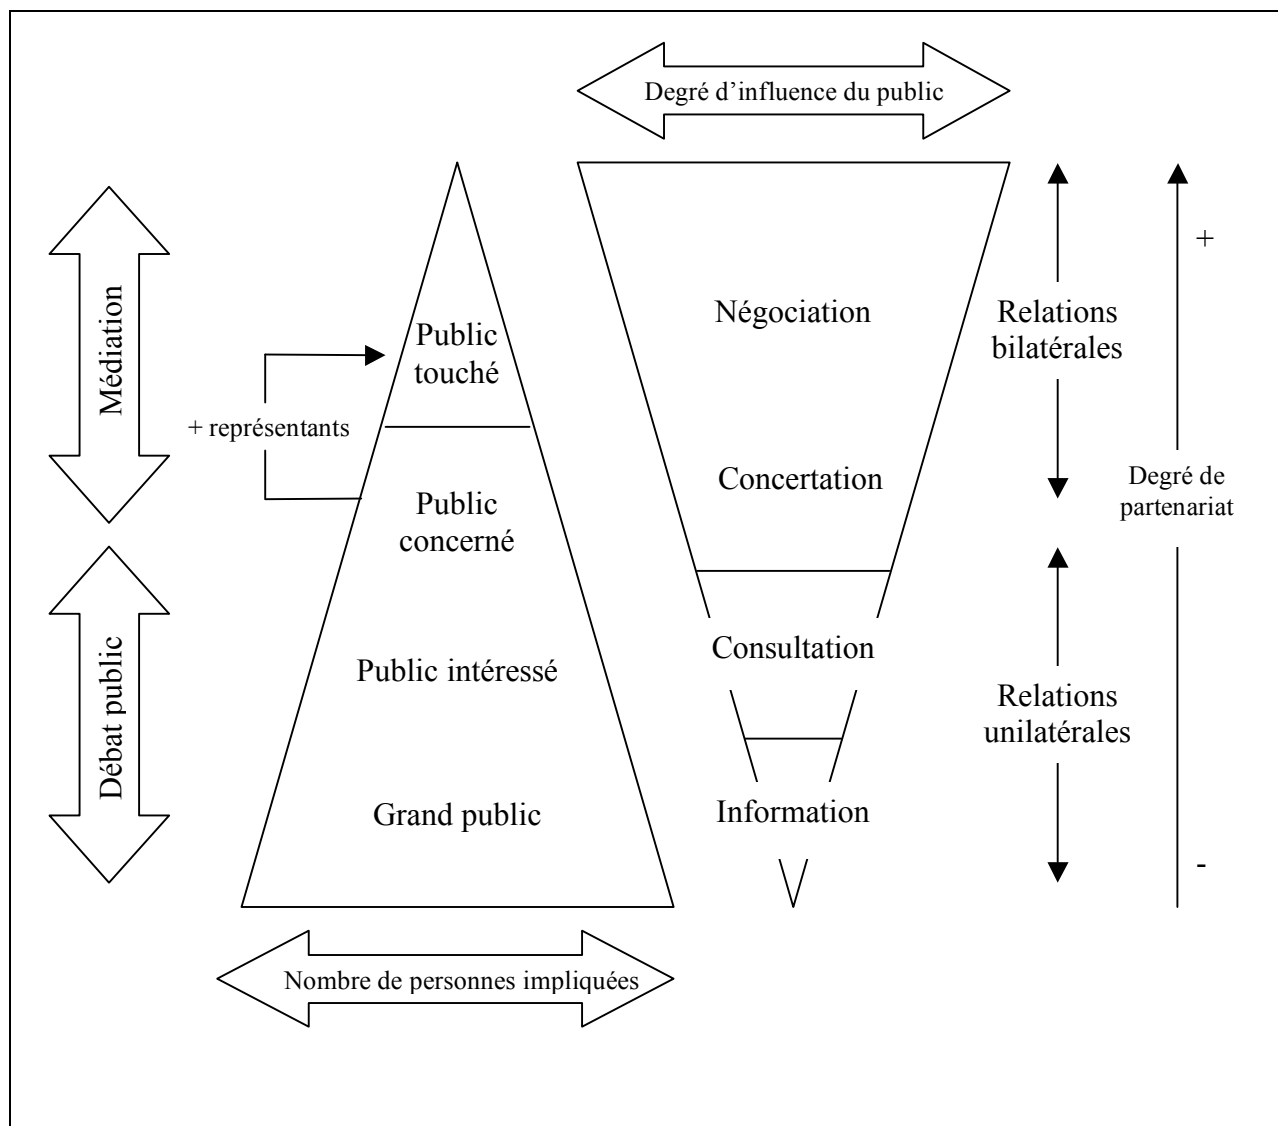 Degré d’influence du public
+
Médiation
Négociation
Relations
bilatérales
Public
touché
+ représentants
Concertation
Degré de
partenariat
Public
concerné
Consultation
Public intéressé
Relations
unilatérales
Débat public
Grand public
Information
-
Nombre de personnes impliquées